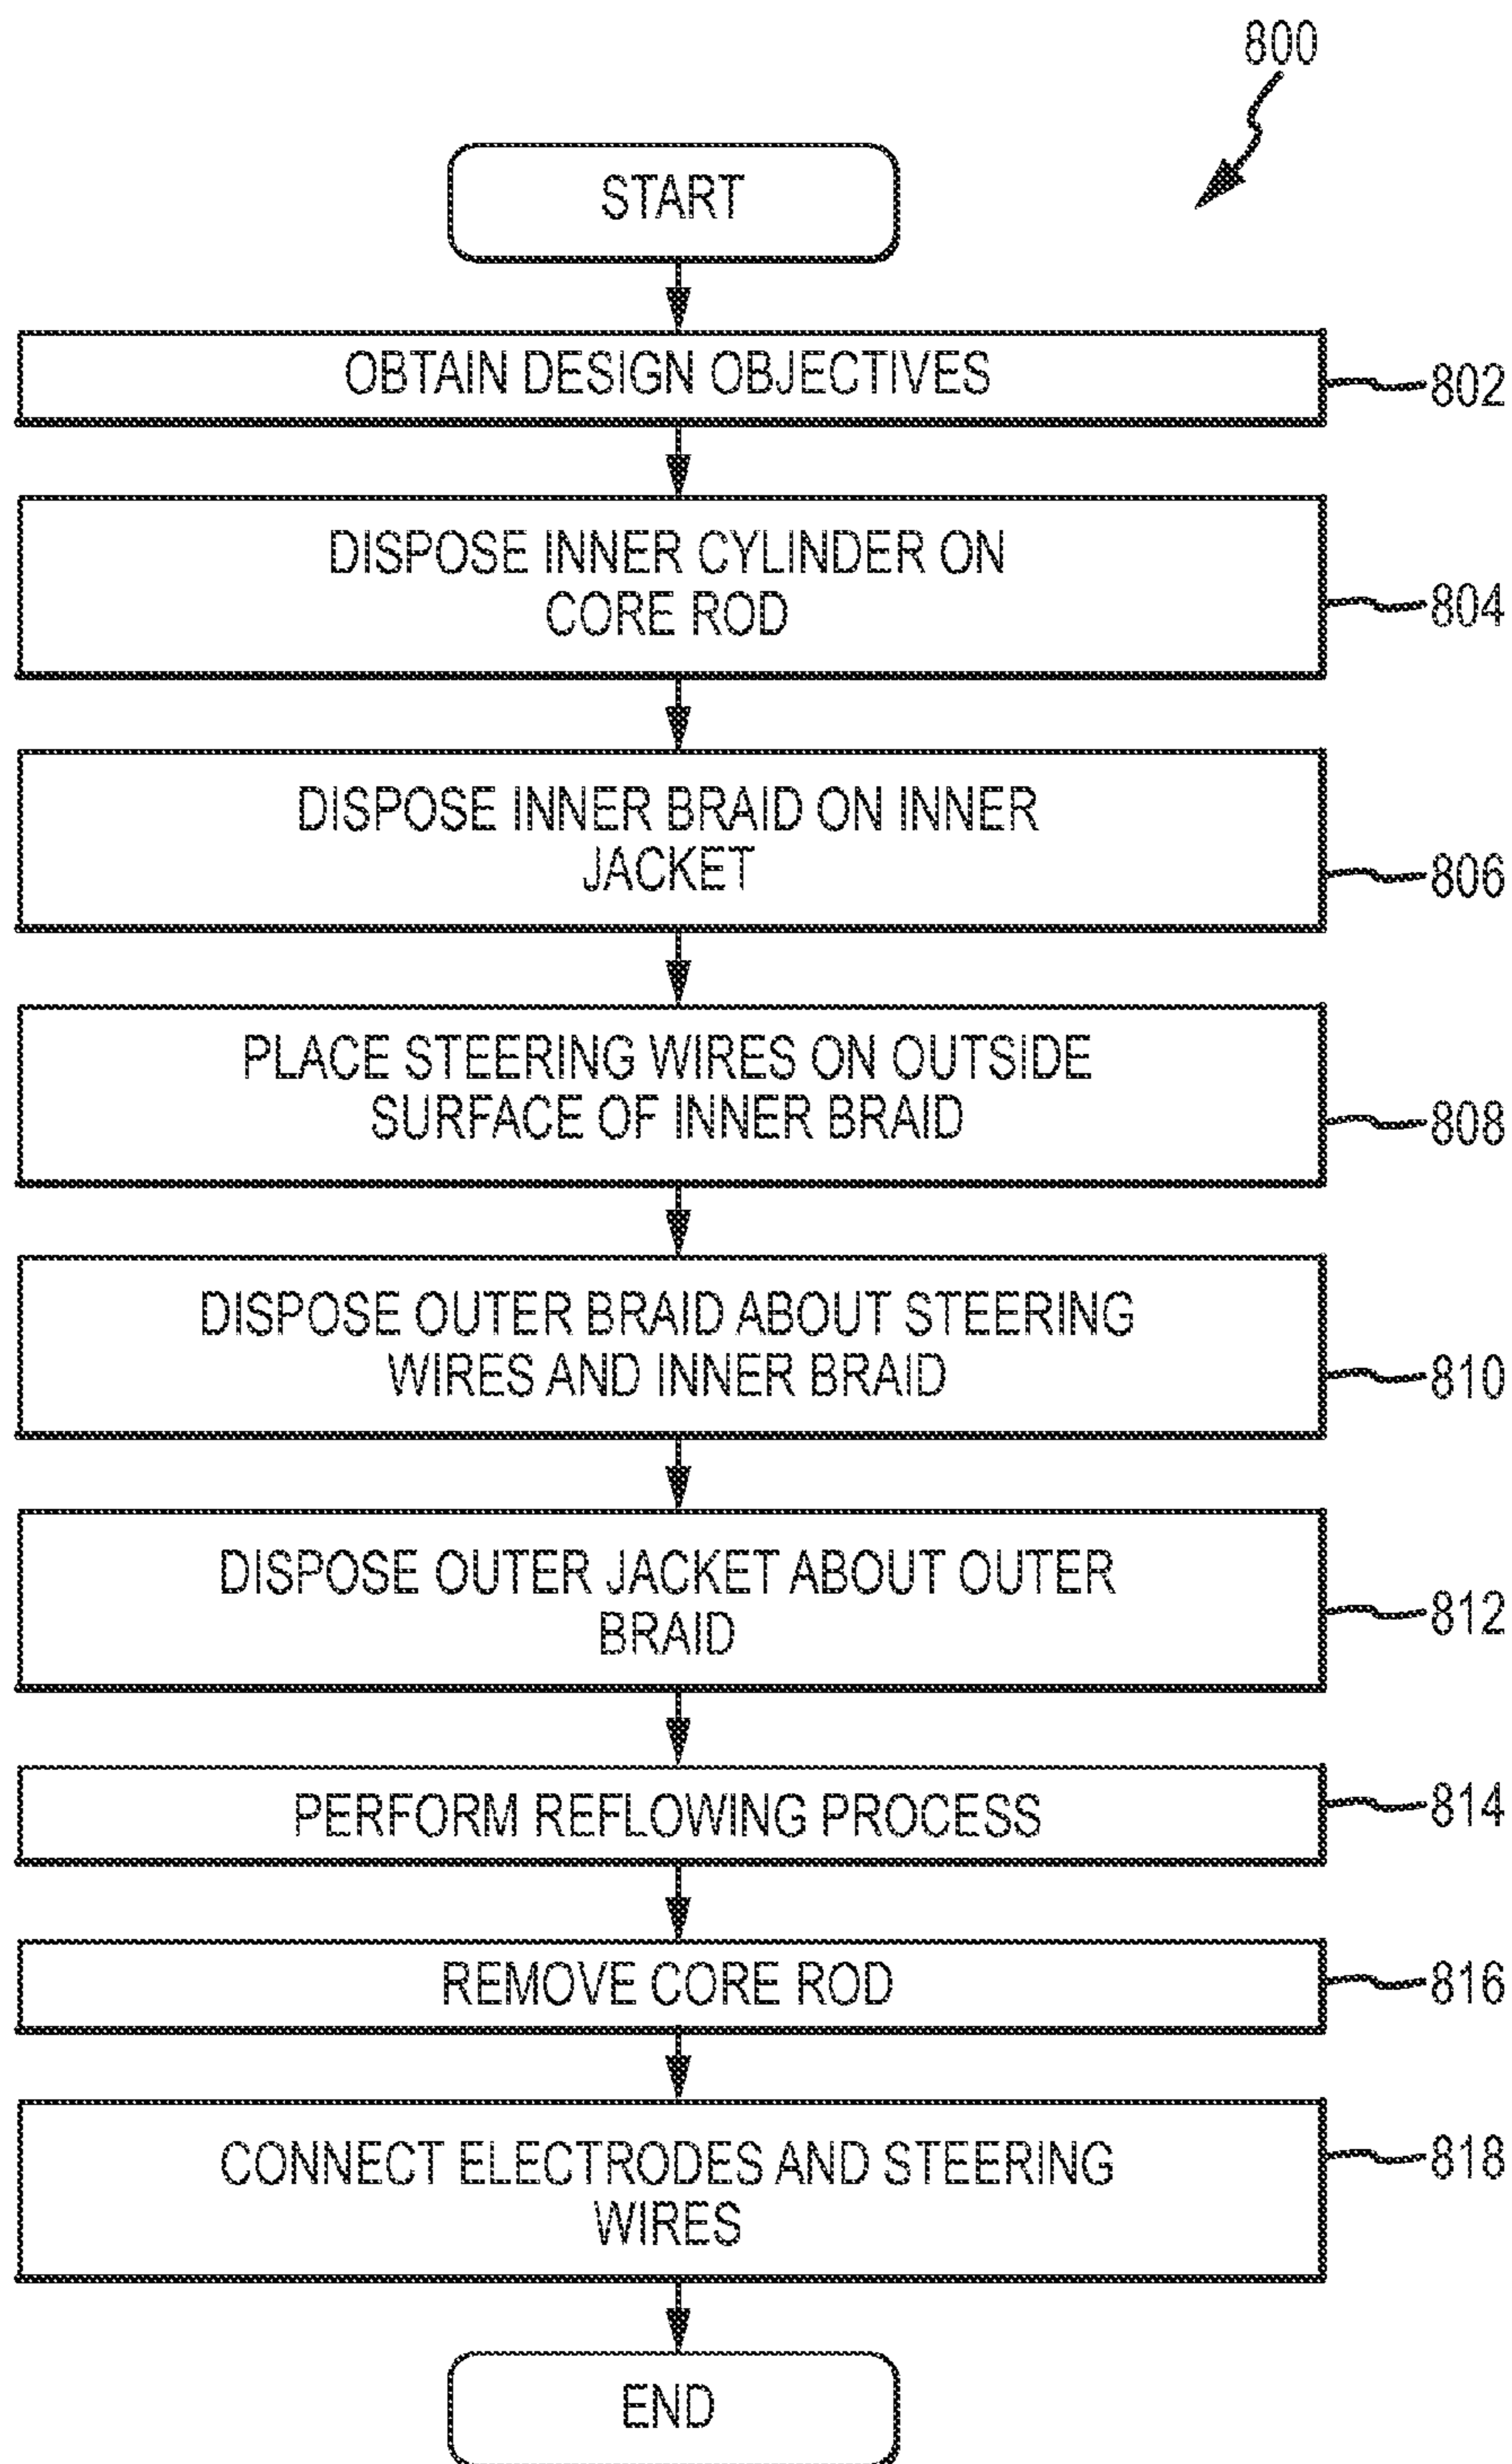 800
START
OBTAIN DESIGN OBJECTIVES
802
DISPOSE INNER CYLINDER ON
CORE ROD
804
DISPOSE INNER BRAID ON INNER
JACKET
806
PLACE STEERING WIRES ON OUTSIDE
SURFACE OF INNER BRAID
808
DISPOSE OUTER BRAID ABOUT STEERING
WIRES AND INNER BRAID
810
DISPOSE OUTER JACKET ABOUT OUTER
BRAID
812
PERFORM REFLOWING PROCESS
814
REMOVE CORE ROD
816
CONNECT ELECTRODES AND STEERING
WIRES
818
END